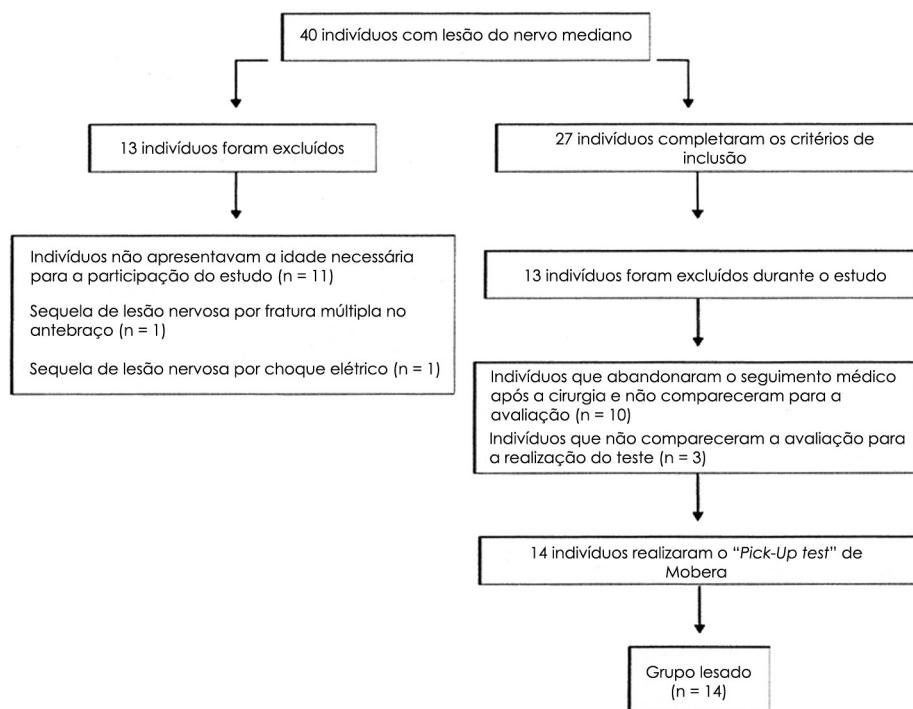 40 indivíduos com lesão do nervo mediano
13 indivíduos foram excluídos
27 indivíduos completaram os critérios de
inclusão
Indivíduos não apresentavam a idade necessária
para a participação do estudo (n = 11)
Sequela de lesão nervosa por fratura múltipla no
antebraço (n = 1)
Sequela de lesão nervosa por choque elétrico (n = 1)
13 indivíduos foram excluídos durante o estudo
Indivíduos que abandonaram o seguimento médico
após a cirurgia e não compareceram para a
avaliação (n = 10)
Indivíduos que não compareceram a avaliação para
a realização do teste (n = 3)
14 indivíduos realizaram o “Pick-Up test” de
Mobera
Grupo lesado
(n = 14)